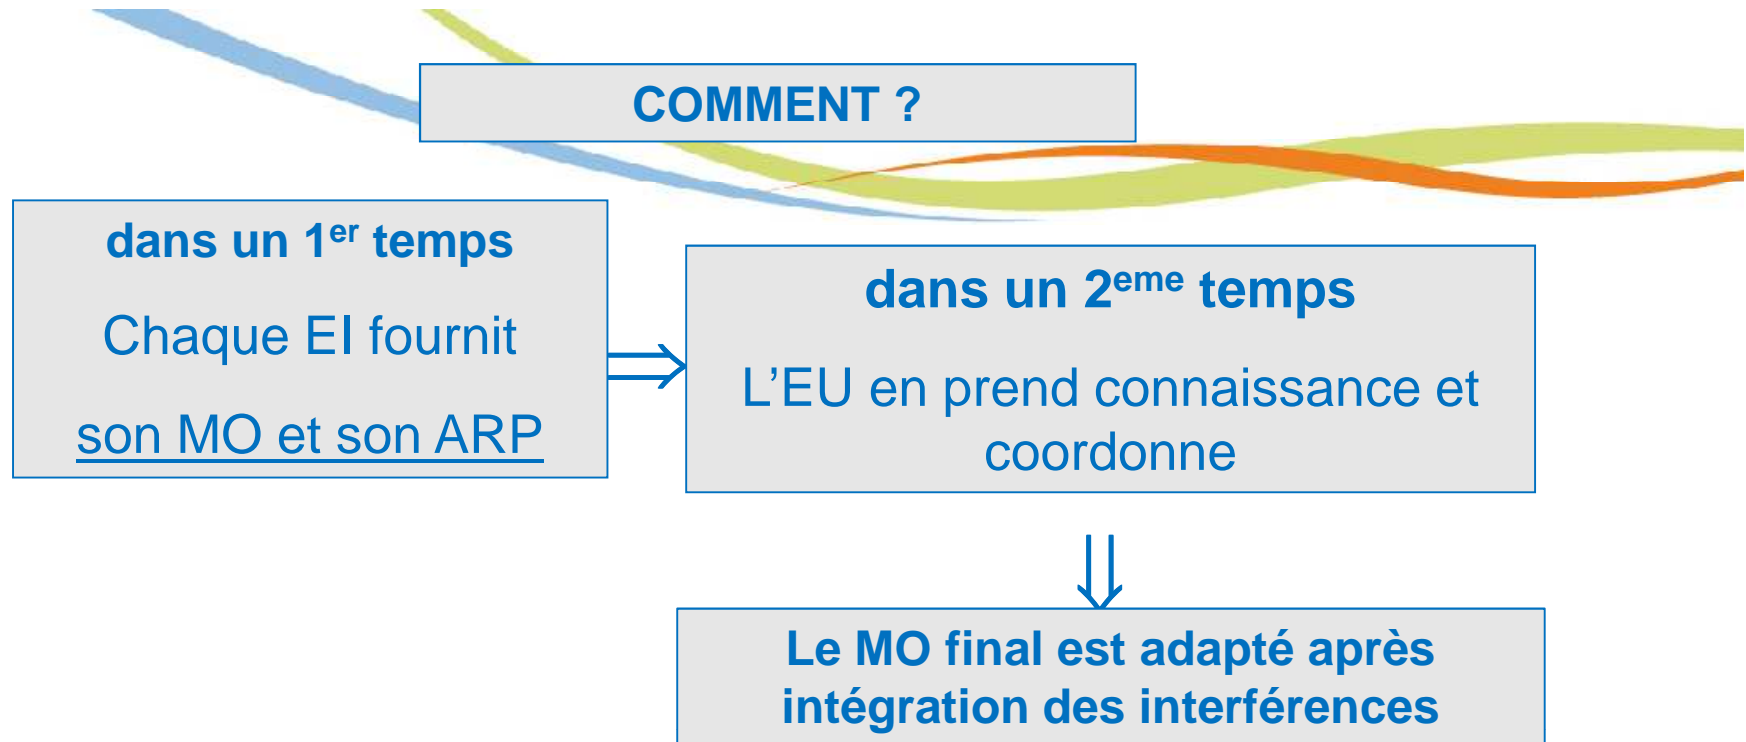 COMMENT ?
dans un 1er temps
Chaque EI fournit
son MO et son ARP
dans un 2eme temps
L’EU en prend connaissance et
coordonne
Le MO final est adapté après
intégration des interférences